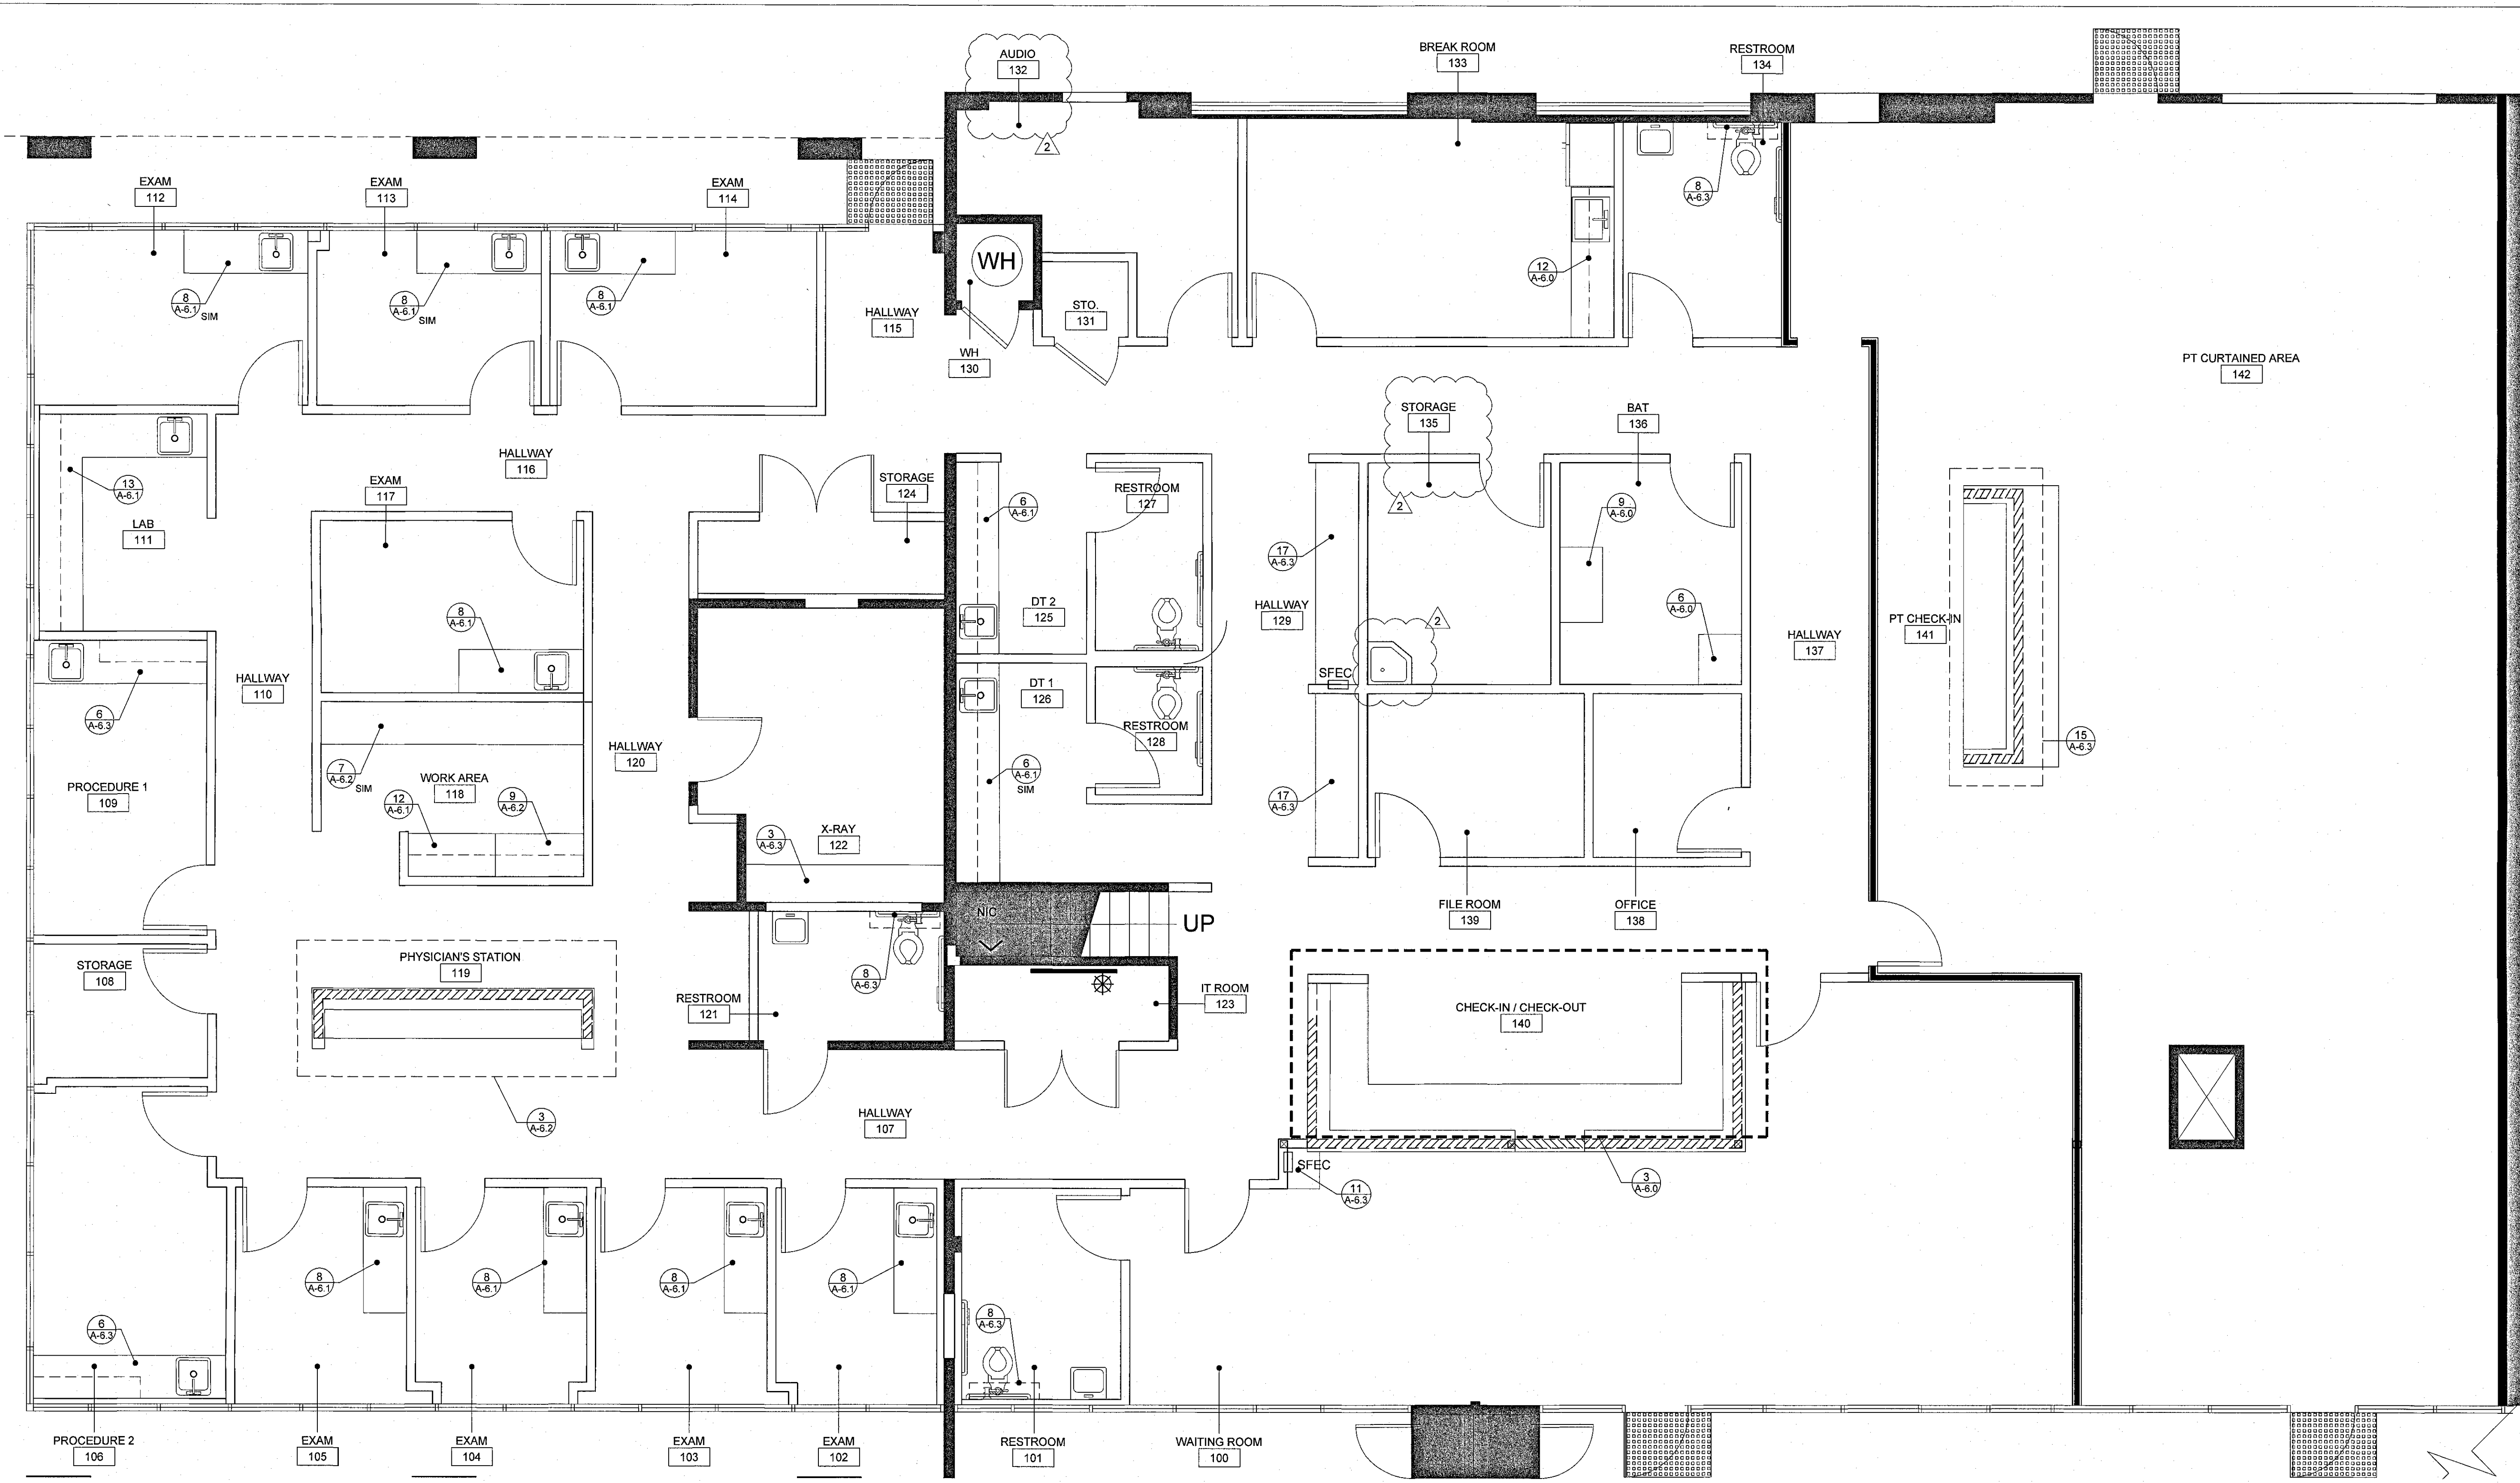 AUDIO
132
2
BREAK ROOM
133
RESTROOM
134
8
A-6.3
EXAM
112
EXAM
113
EXAM
114
8
A-6.1
SIM
8
A-6.1
SIM
8
A-6.1
WH
HALLWAY
115
STO.
131
WH
130
12
A-6.0
PT CURTAINED AREA
142
STORAGE
135
2
BAT
136
HALLWAY
116
EXAM
117
13
A-6.1
LAB
111
STORAGE
124
6
A-6.1
RESTROOM
127
9
A-6.0
17
A-6.3
DT 2
125
HALLWAY
129
2
6
A-6.0
8
A-6.1
PT CHECK-IN
141
HALLWAY
137
SFEC
HALLWAY
110
DT 1
126
6
A-6.3
RESTROOM
128
HALLWAY
120
15
A-6.3
7
A-6.2
SIM
WORK AREA
118
12
A-6.1
9
A-6.2
6
A-6.1
SIM
PROCEDURE 1
109
17
A-6.3
X-RAY
122
3
A-6.3
FILE ROOM
139
OFFICE
138
NIC
UP
PHYSICIAN'S STATION
119
STORAGE
108
8
A-6.3
RESTROOM
121
IT ROOM
123
CHECK-IN / CHECK-OUT
140
3
A-6.2
HALLWAY
107
SFEC
11
A-6.3
3
A-6.0
8
A-6.1
8
A-6.1
8
A-6.1
8
A-6.1
6
A-6.3
8
A-6.3
PROCEDURE 2
106
EXAM
105
EXAM
104
EXAM
103
EXAM
102
RESTROOM
101
WAITING ROOM
100